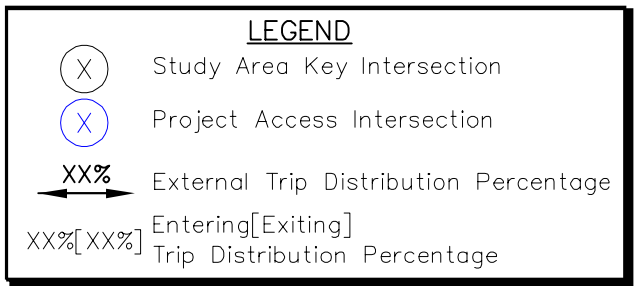 LEGEND
X Study Area Key Intersection
X Project Access Intersection
XX% External Trip Distribution Percentage
XX%[XX%] Entering[Exiting]
Trip Distribution Percentage